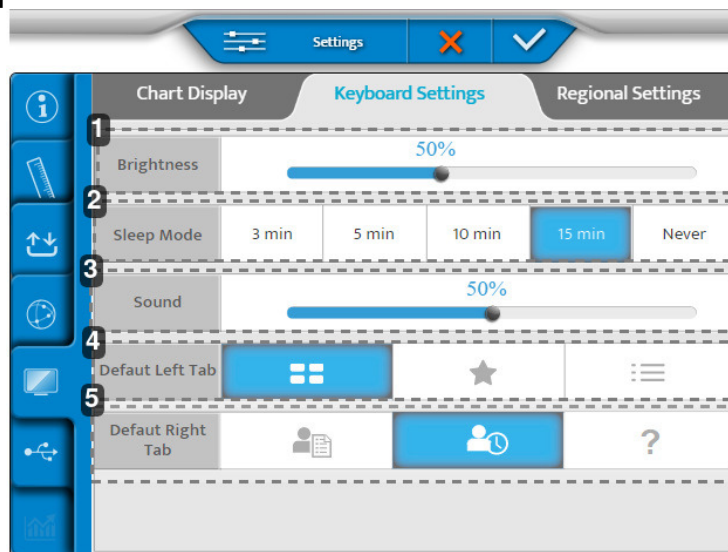 Settings
Chart Display Keyboard Settings Regional Settings
1
Brightness 50%
2
Sleep Mode 3 min 5 min 10 min 15 min Never
3
Sound 50%
4
Defaut Left Tab
5
Defaut Right
Tab ?